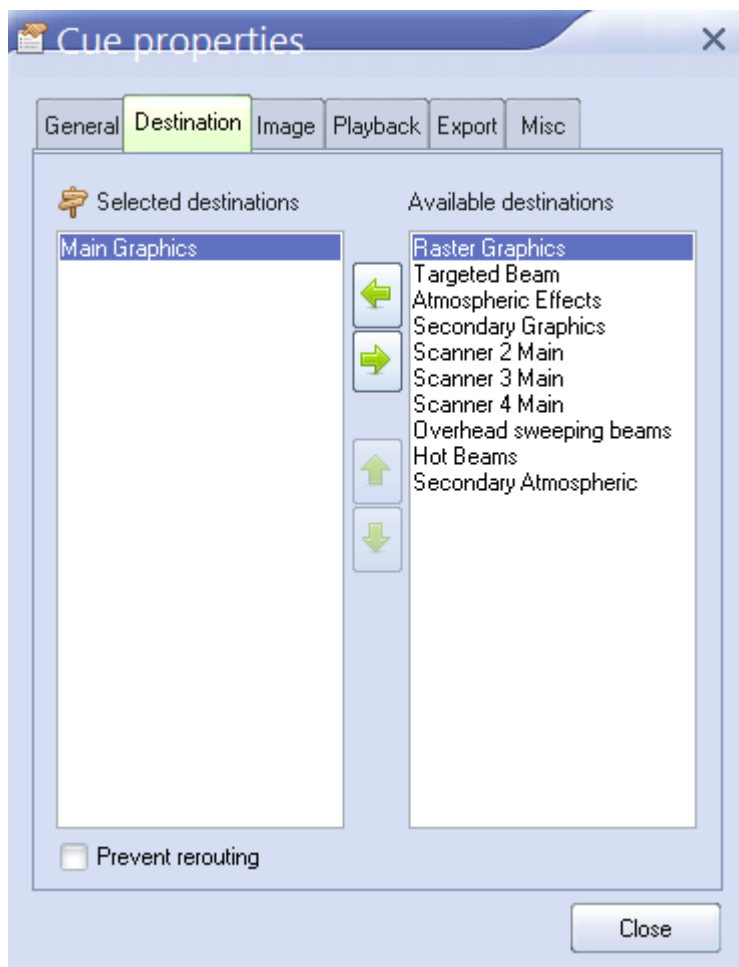 Cue properties
General
Destination
Image
Playback
Export
Misc
Selected destinations
Main Graphics
Available destinations
Raster Graphics
Targeted Beam
Atmospheric Effects
Secondary Graphics
Scanner 2 Main
Scanner 3 Main
Scanner 4 Main
Overhead sweeping beams
Hot Beams
Secondary Atmospheric
Prevent rerouting
Close